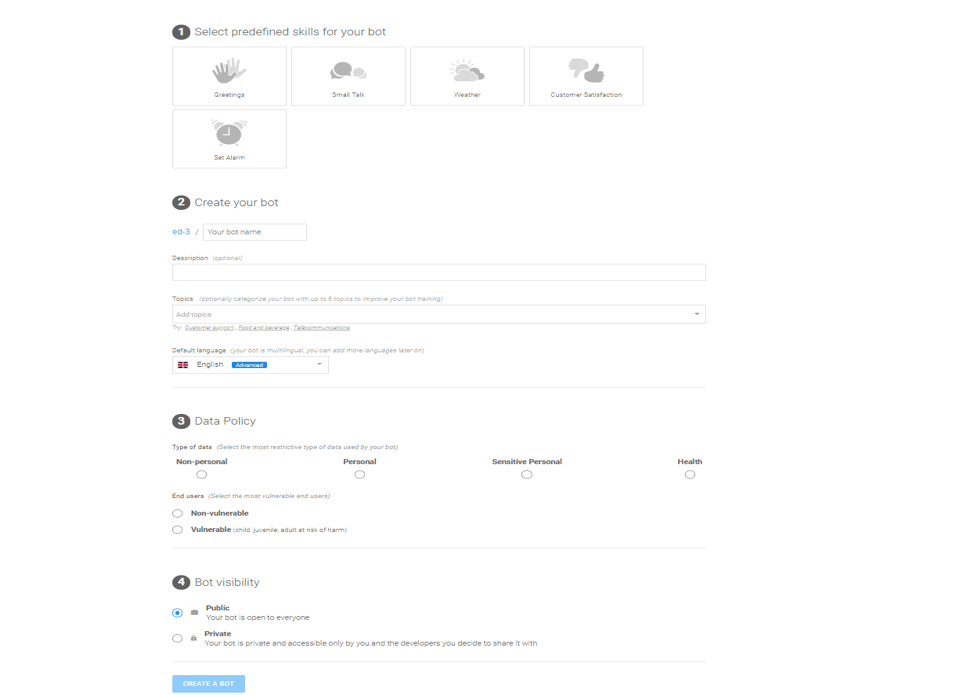 1 Select predefined skills for your bot
Greetings
Small Talk
Weather
Customer Satisfaction
Set Alarm
2 Create your bot
ed-3 / Your bot name
Description (optional)
Topics (optionally categorize your bot with up to 6 topics to improve your bot training)
Add topics
Try: Customer support , Food and beverage , Telecommunications
Default language (your bot is multilingual, you can add more languages later on)
English Advanced
3 Data Policy
Type of data (Select the most restrictive type of data used by your bot)
Non-personal Personal Sensitive Personal Health
End users (Select the most vulnerable end users)
Non-vulnerable
Vulnerable (child, juvenile, adult at risk of harm)
4 Bot visibility
Public
Your bot is open to everyone
Private
Your bot is private and accessible only by you and the developers you decide to share it with
CREATE A BOT